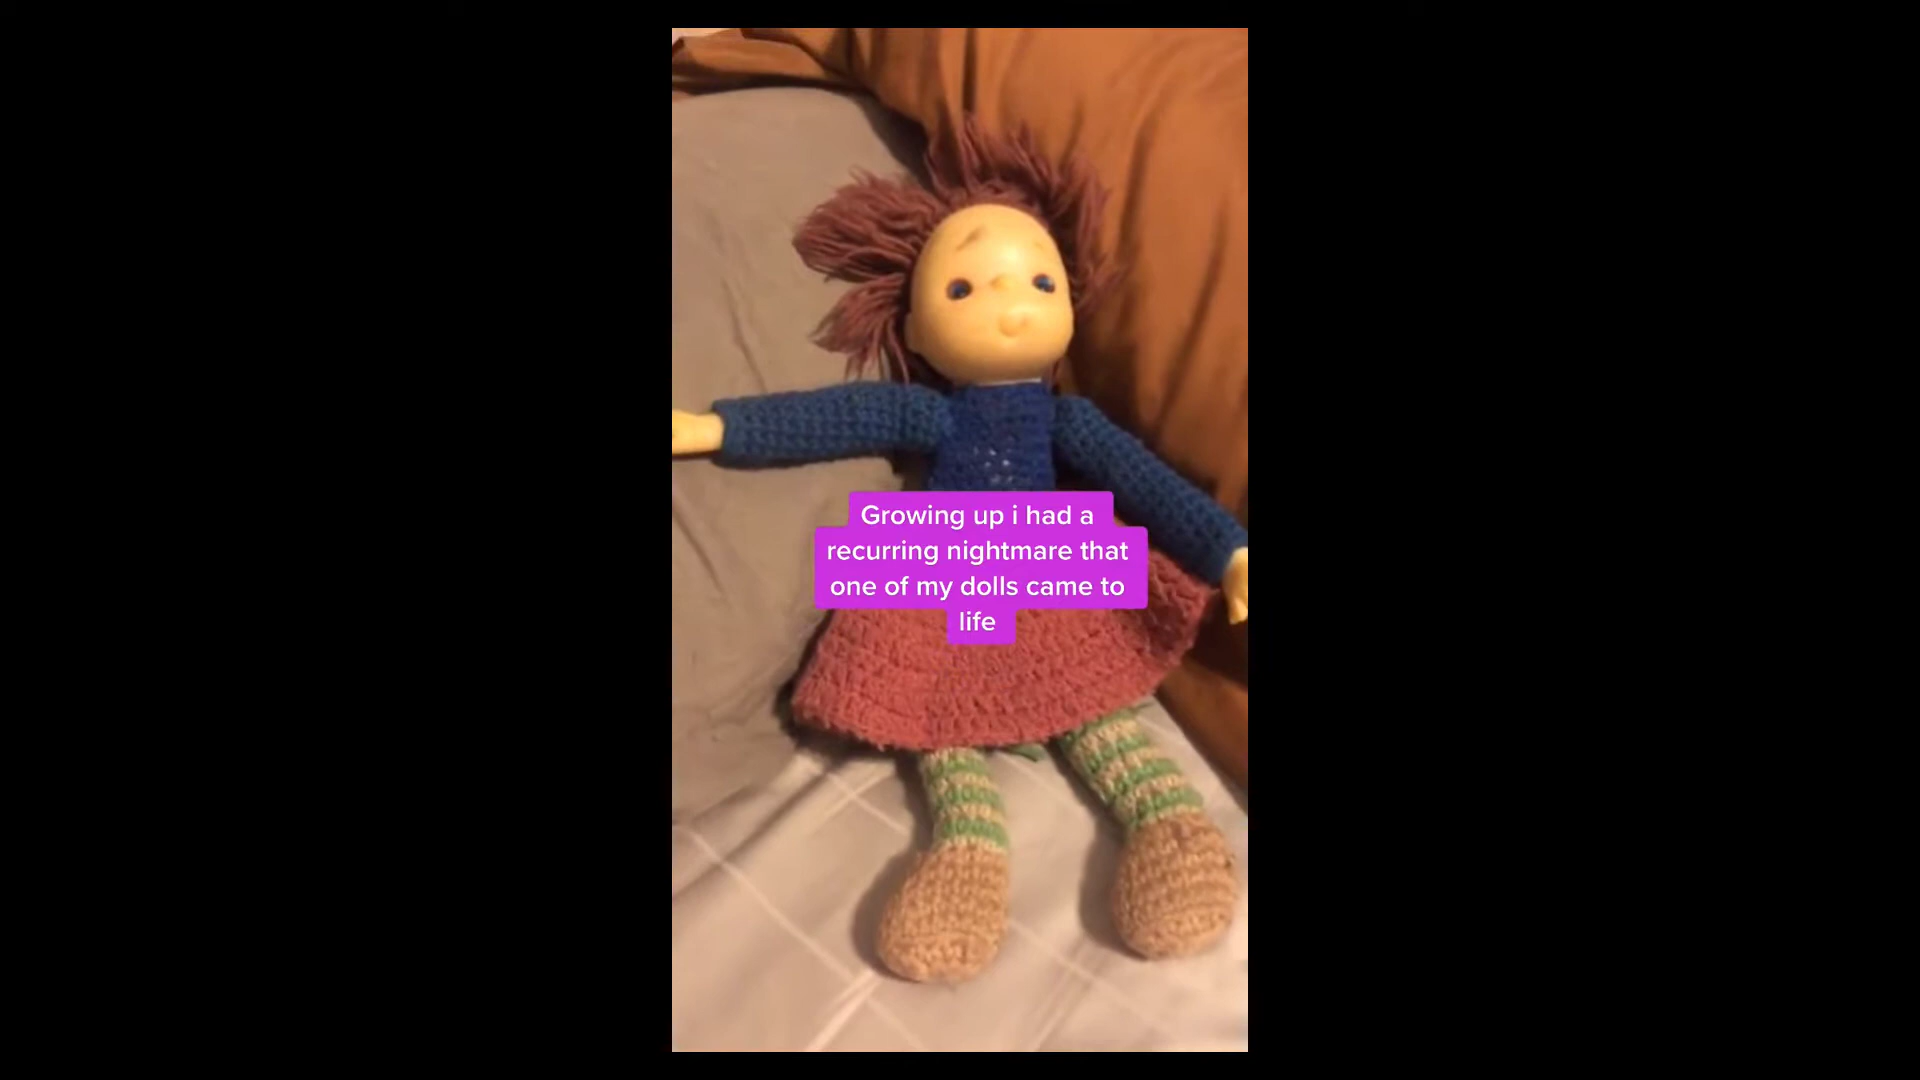 Growing up i had a
recurring nightmare that
one of my dolls came to
life